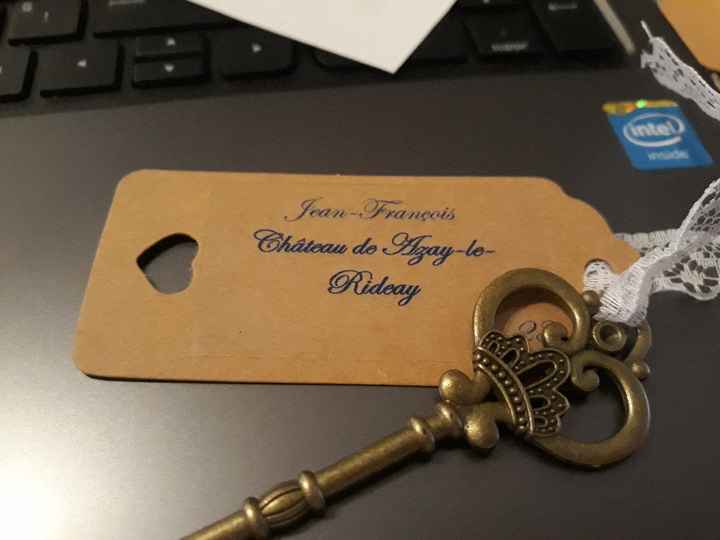 Jean-François
Château de Azay-le-
Rideay
intel
inside